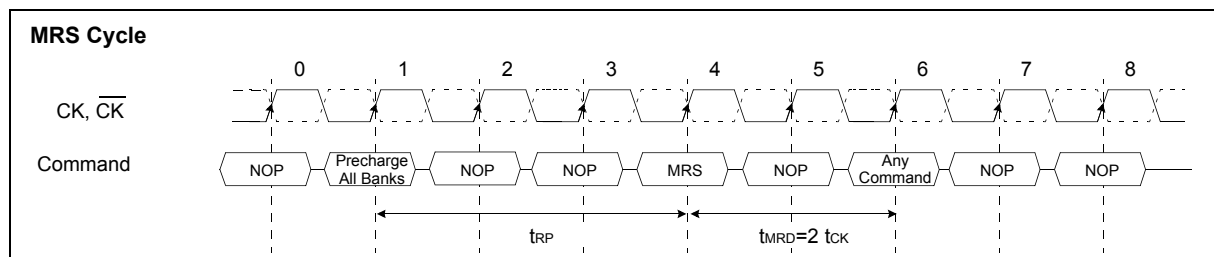 MRS Cycle
0 1 2 3 4 5 6 7 8
CK, C̅K̅
Command
NOP Precharge All Banks NOP NOP MRS NOP Any Command NOP NOP
tRP tMRD=2 tCK